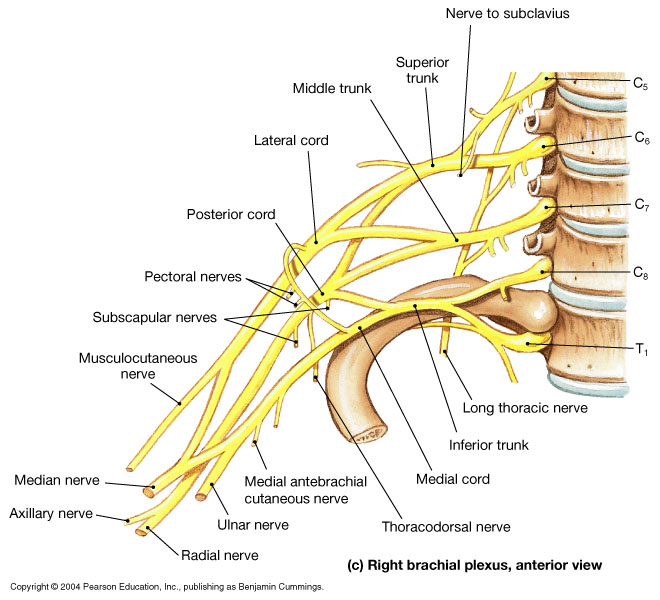 Nerve to subclavius
Superior
trunk
C5
Middle trunk
C6
Lateral cord
C7
Posterior cord
C8
Pectoral nerves
Subscapular nerves
T1
Musculocutaneous
nerve
Long thoracic nerve
Inferior trunk
Median nerve
Medial antebrachial
cutaneous nerve
Medial cord
Axillary nerve
Ulnar nerve
Thoracodorsal nerve
Radial nerve
(c) Right brachial plexus, anterior view
Copyright © 2004 Pearson Education, Inc., publishing as Benjamin Cummings.